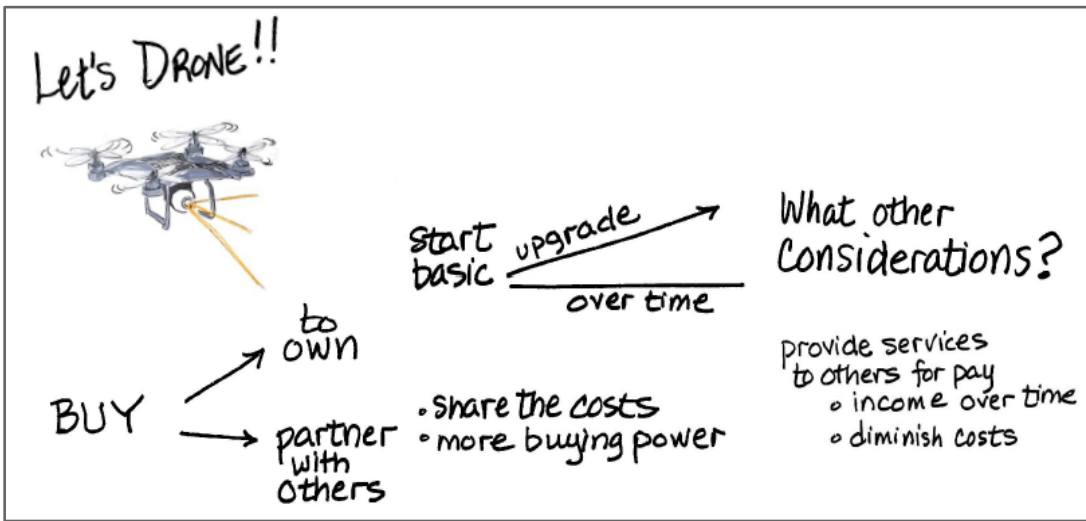 Let's DRONE!!
start
basic
upgrade
over time
What other
Considerations?
BUY
to
own
partner
with
others
• share the costs
• more buying power
provide services
to others for pay
• income over time
• diminish costs